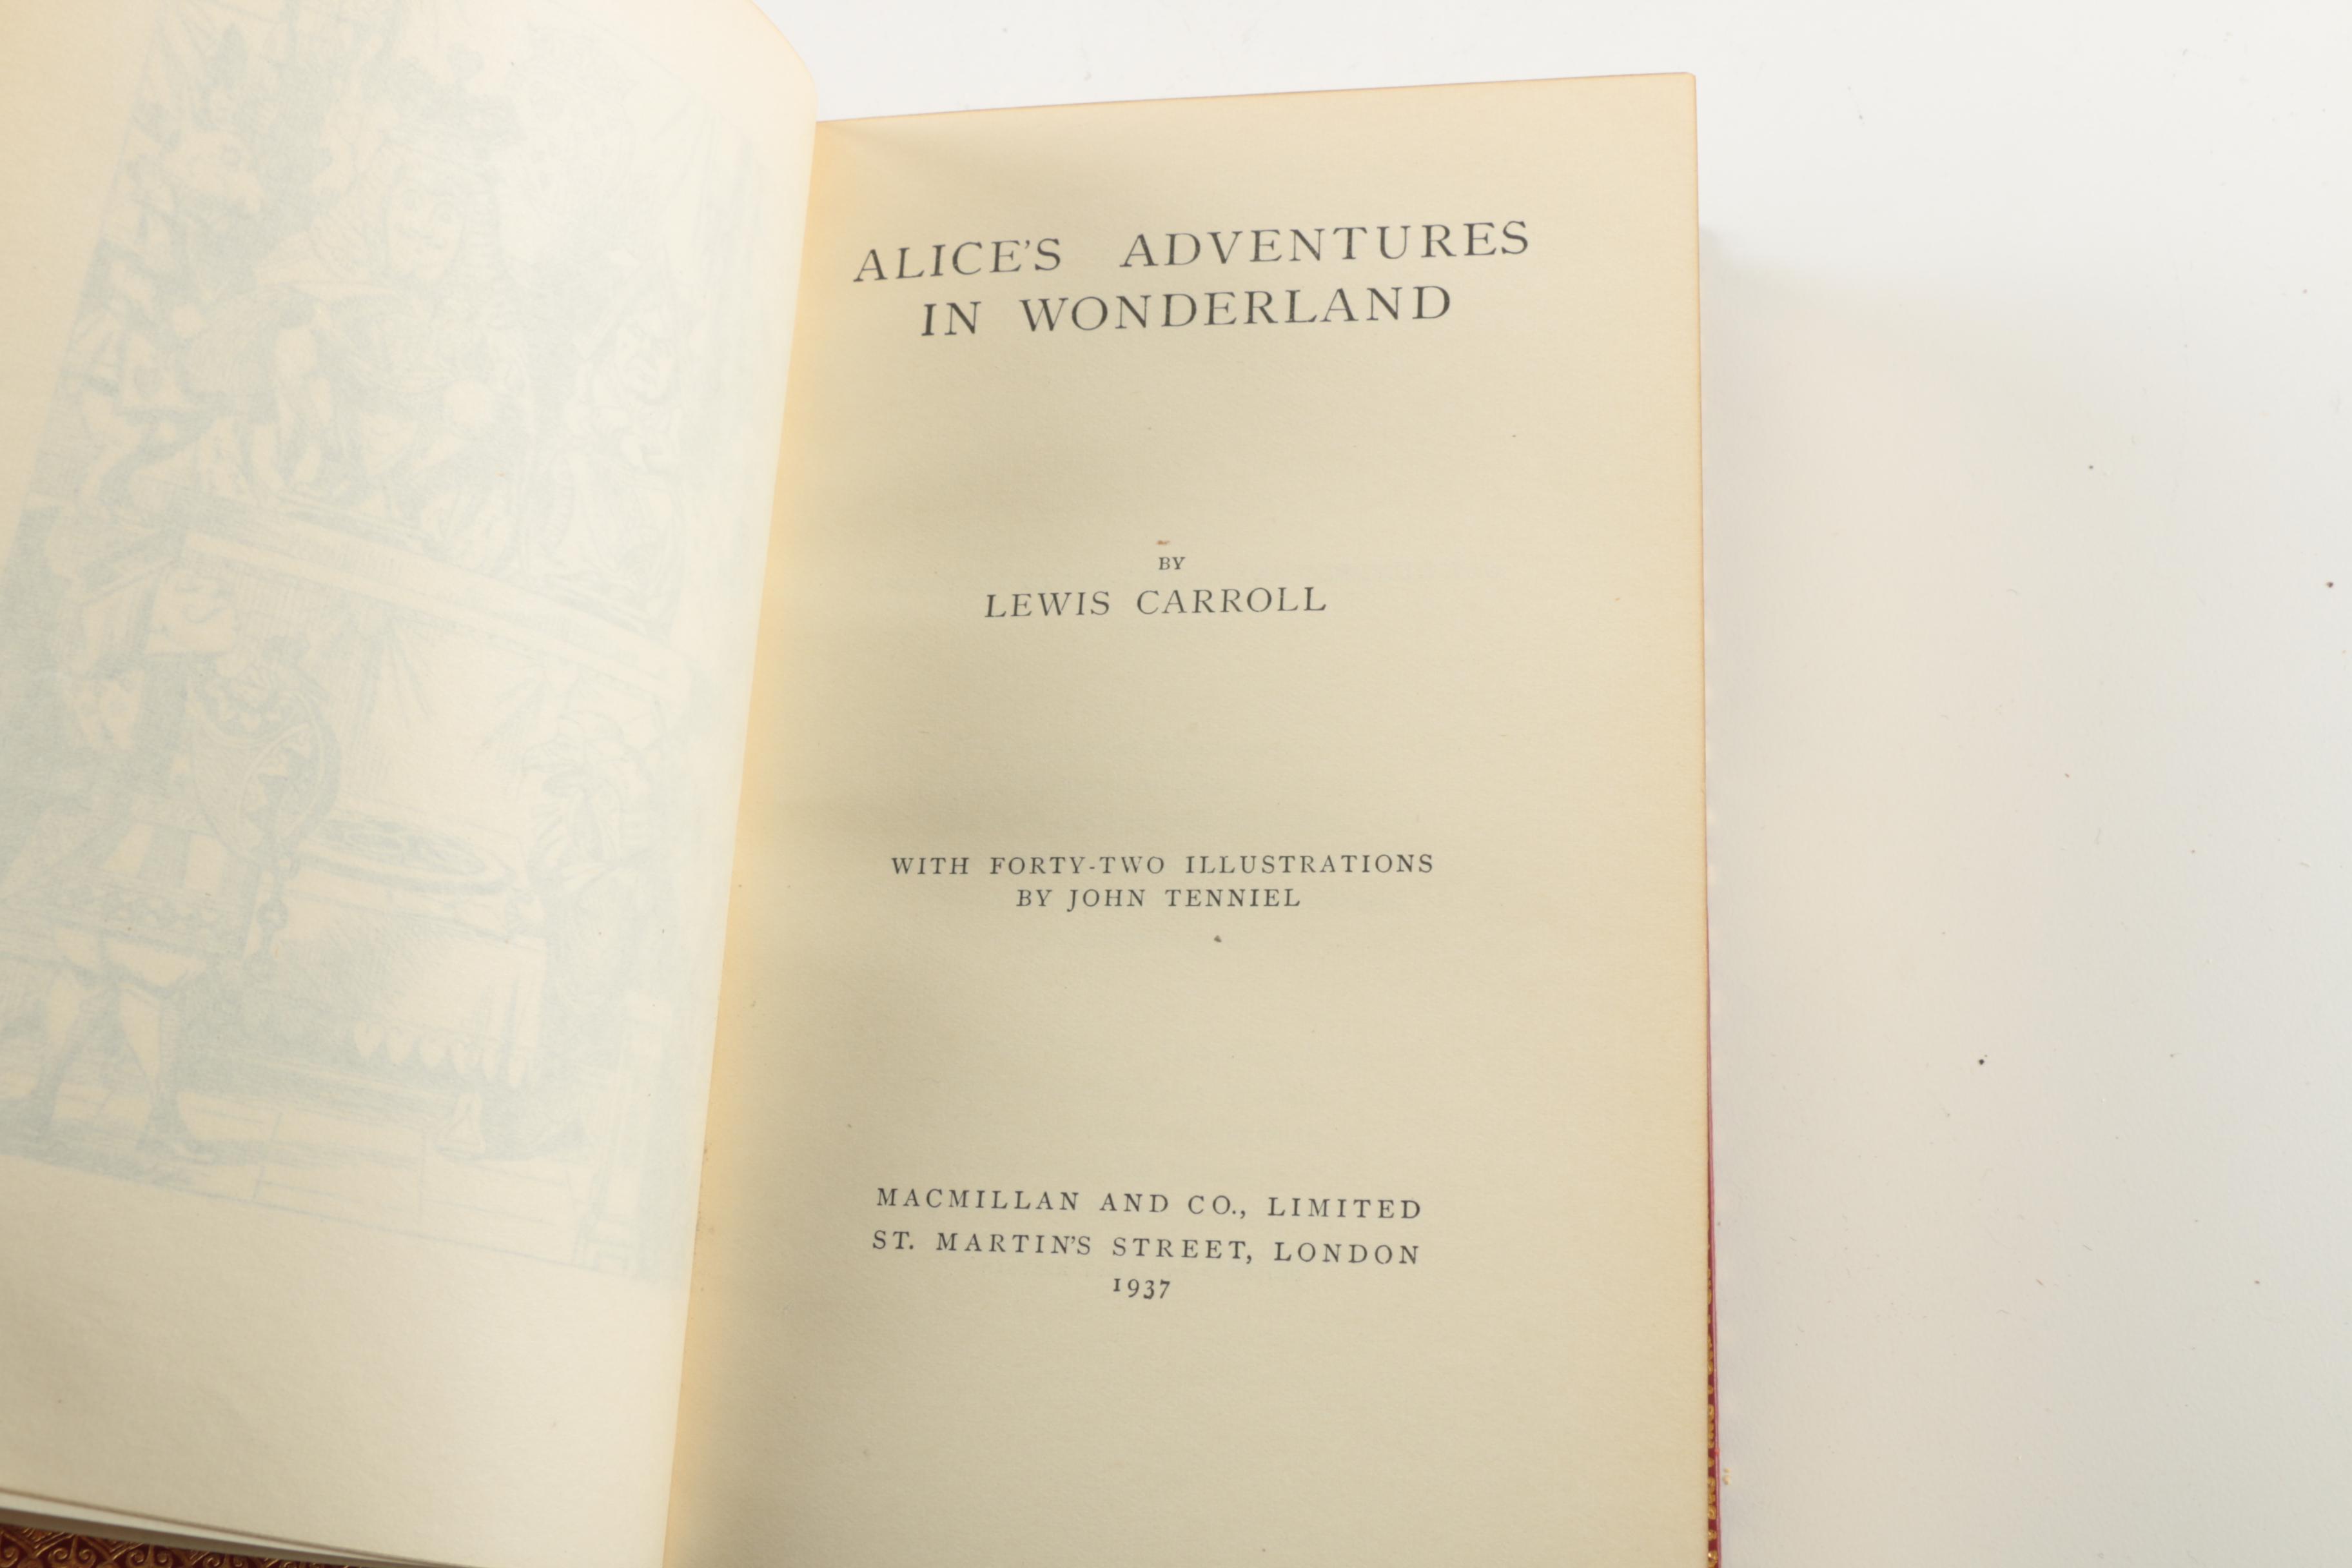 ALICE'S ADVENTURES
IN WONDERLAND
BY
LEWIS CARROLL
WITH FORTY-TWO ILLUSTRATIONS
BY JOHN TENNIEL
MACMILLAN AND CO., LIMITED
ST. MARTIN'S STREET, LONDON
1937